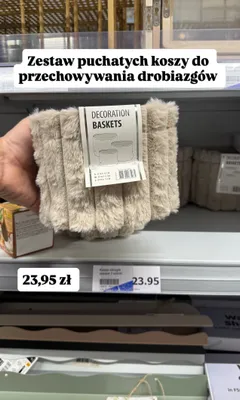 Zestaw puchatych koszy do
przechowywania drobiazgów
DECORATION
BASKETS
23,95 zł
23.95